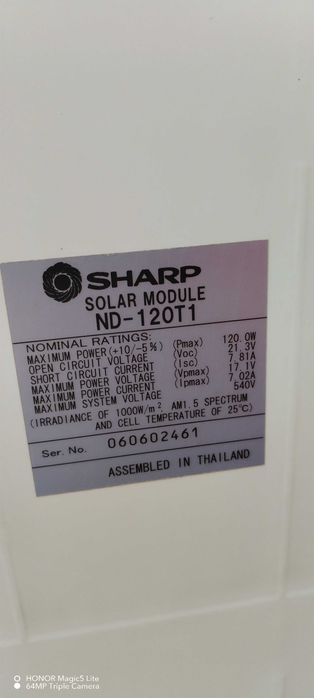 SHARP
SOLAR MODULE
ND-120T1
NOMINAL RATINGS:
MAXIMUM POWER (+10/-5%) (Pmax) 120.0W
OPEN CIRCUIT VOLTAGE (Voc) 21.3V
SHORT CIRCUIT CURRENT (Isc) 7.81A
MAXIMUM POWER VOLTAGE (Vpmax) 17.1V
MAXIMUM POWER CURRENT (Ipmax) 7.02A
MAXIMUM SYSTEM VOLTAGE 540V
(IRRADIANCE OF 1000W/m², AM1.5 SPECTRUM
AND CELL TEMPERATURE OF 25°C)
Ser. No. 060602461
ASSEMBLED IN THAILAND
HONOR Magic5 Lite
64MP Triple Camera